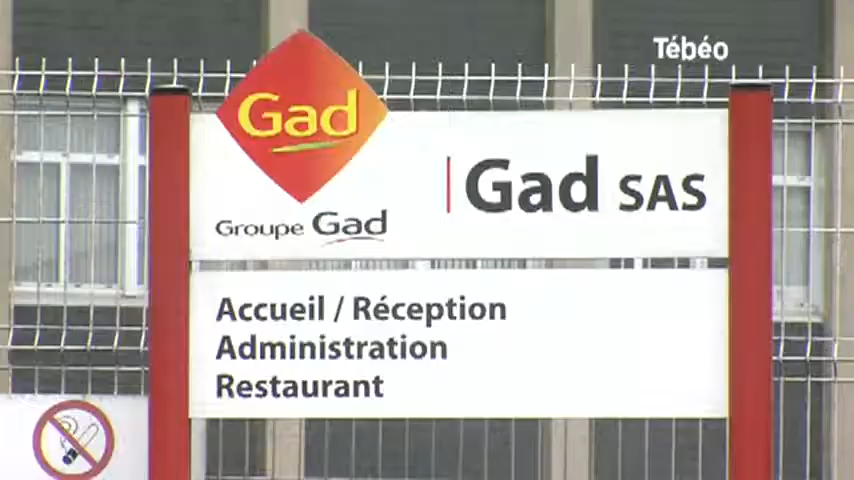 Tébéo
Gad
Groupe Gad
Gad SAS
Accueil / Réception
Administration
Restaurant